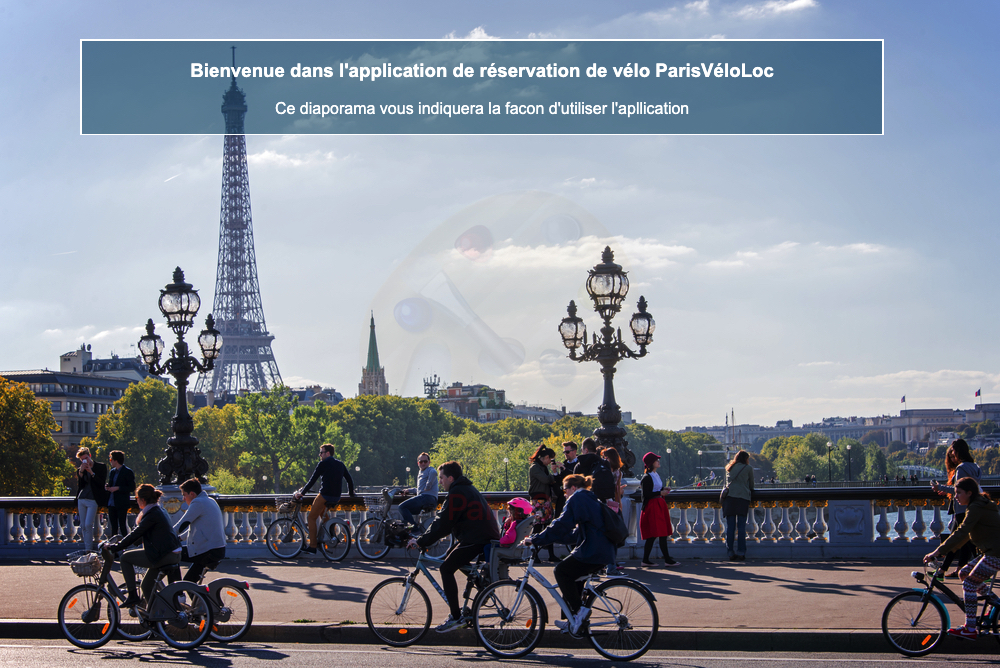 Bienvenue dans l'application de réservation de vélo ParisVéloLoc
Ce diaporama vous indiquera la facon d'utiliser l'apllication